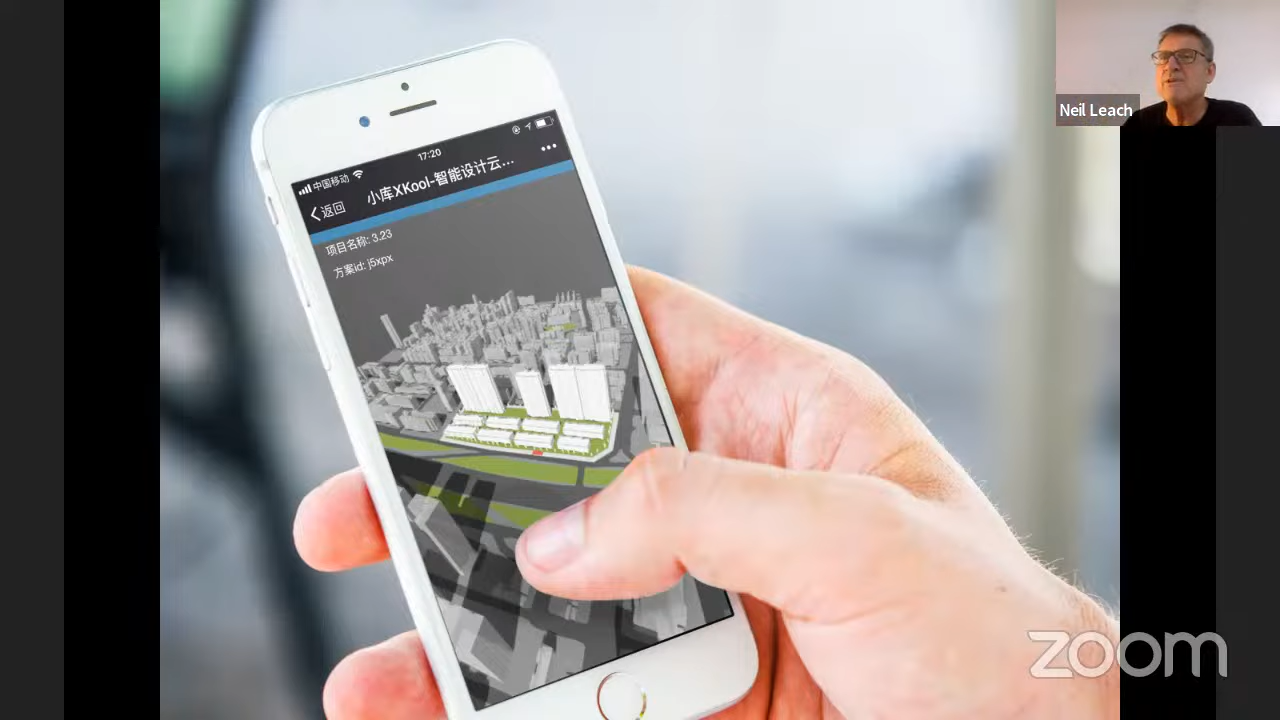 中国移动
17:20
返回
小库XKool-智能设计云...
项目名称: 3.23
方案id: j5xpx
Neil Leach
zoom